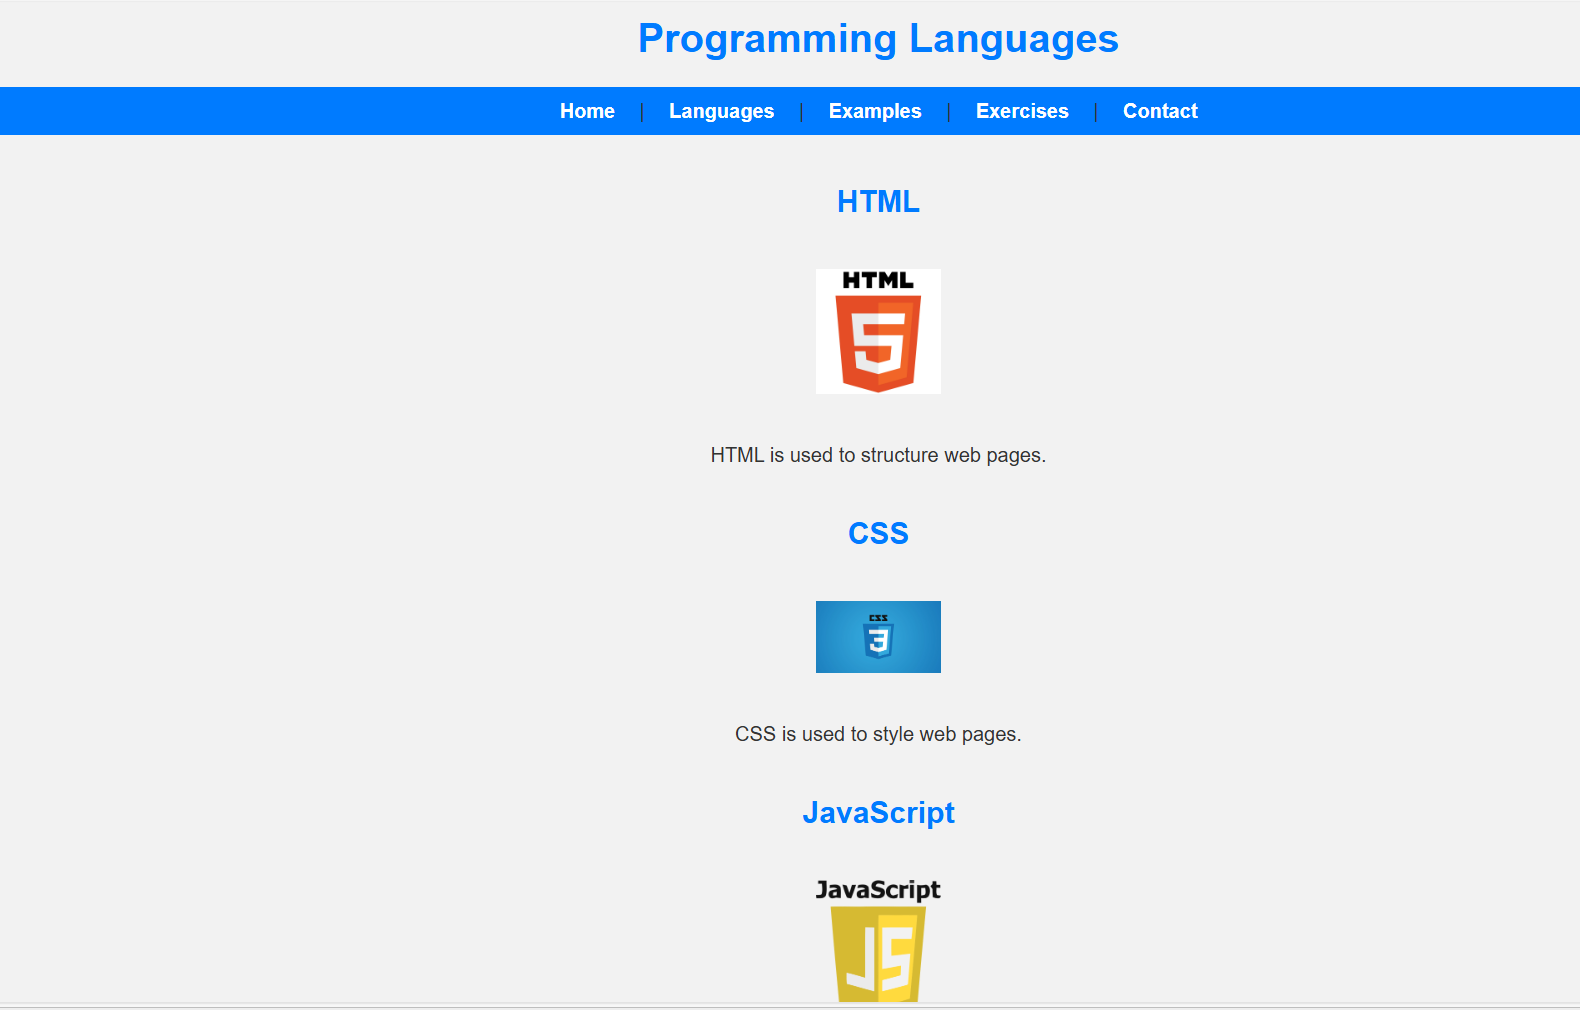 Programming Languages
Home | Languages | Examples | Exercises | Contact
HTML
HTML
5
HTML is used to structure web pages.
CSS
CSS
3
CSS is used to style web pages.
JavaScript
JavaScript
JS